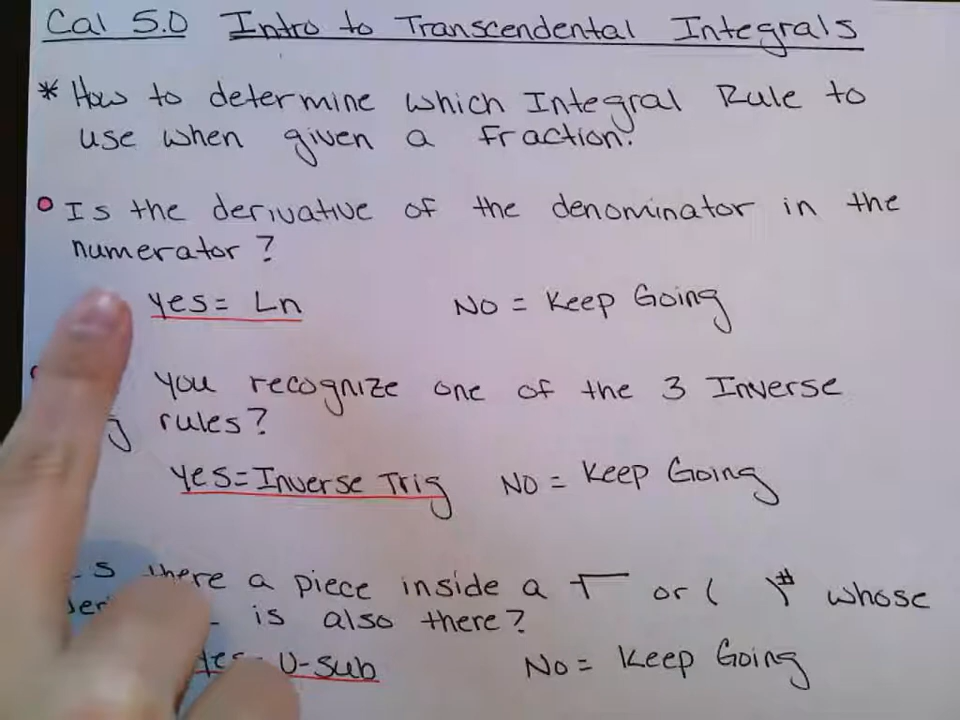 Cal 5.0 Intro to Transcendental Integrals
* How to determine which Integral Rule to
use when given a fraction.
Is the derivative of the denominator in the
numerator?
Yes = Ln No = Keep Going
you recognize one of the 3 Inverse
rules?
Yes = Inverse Trig No = Keep Going
there a piece inside a √ or ( )^# whose
is also there?
Yes = U-Sub No = Keep Going